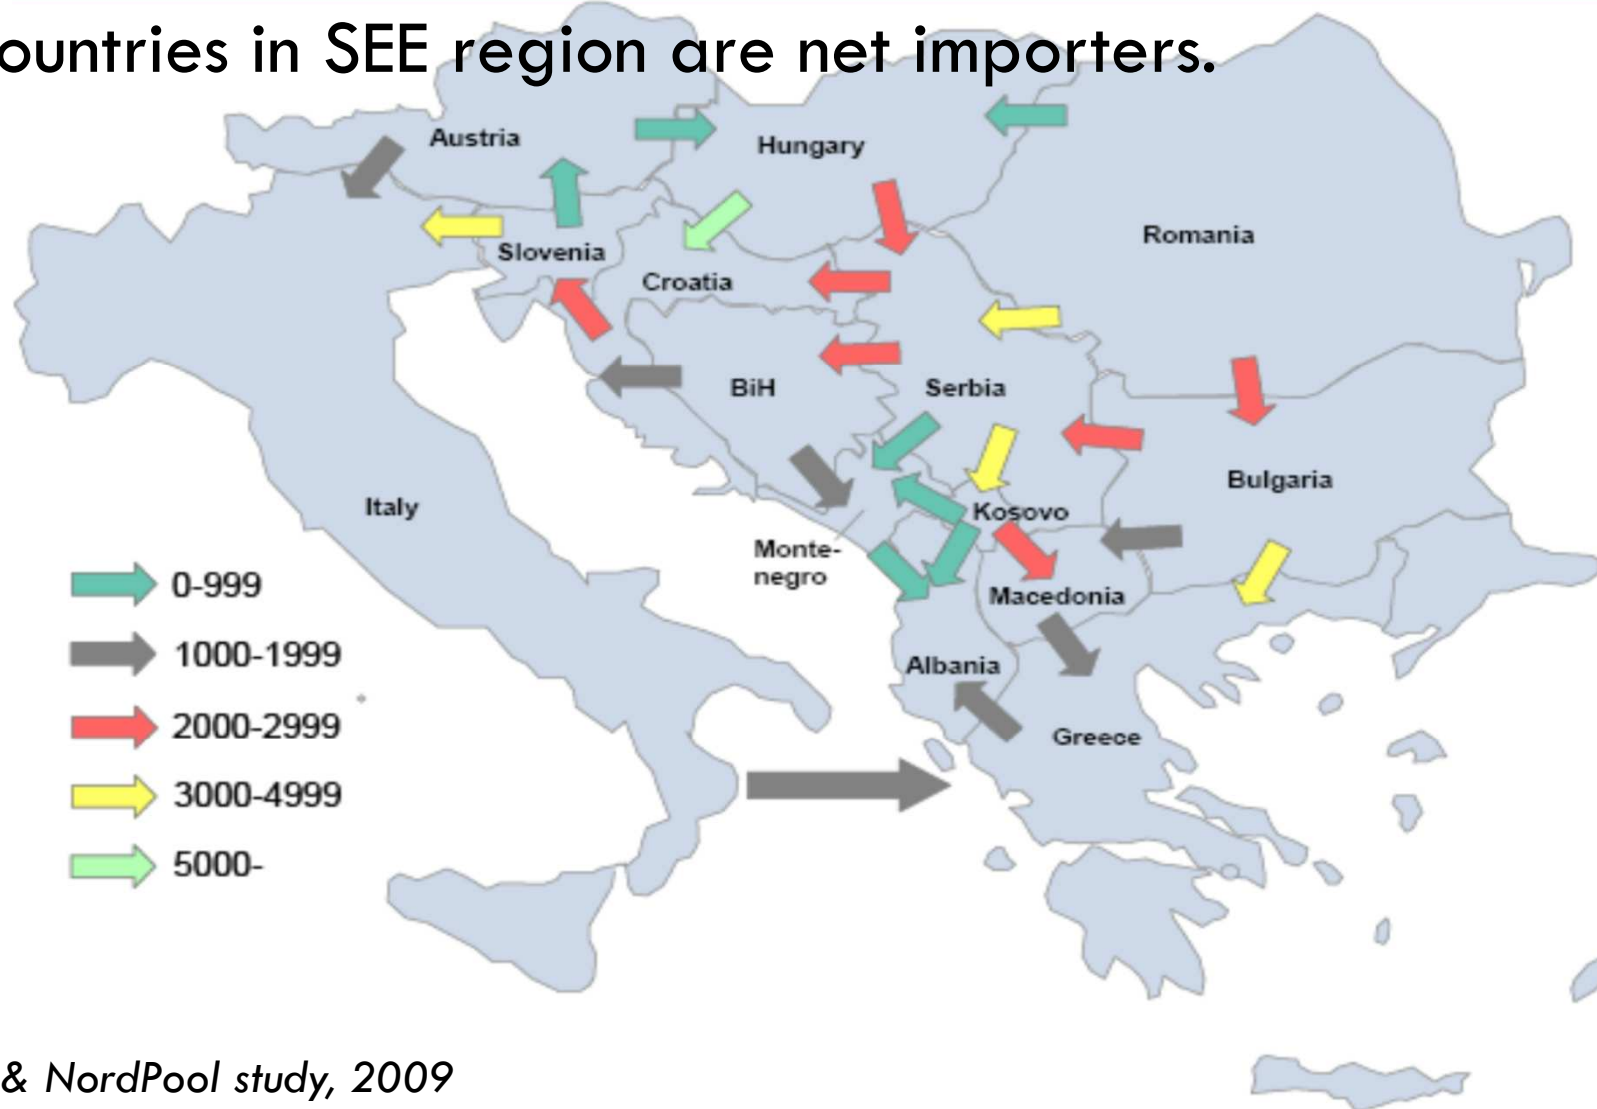 ountries in SEE region are net importers.
Austria
Hungary
Romania
Slovenia
Croatia
BiH
Serbia
Bulgaria
Italy
Kosovo
Monte-
negro
Macedonia
Albania
Greece
0-999
1000-1999
2000-2999
3000-4999
5000-
& NordPool study, 2009